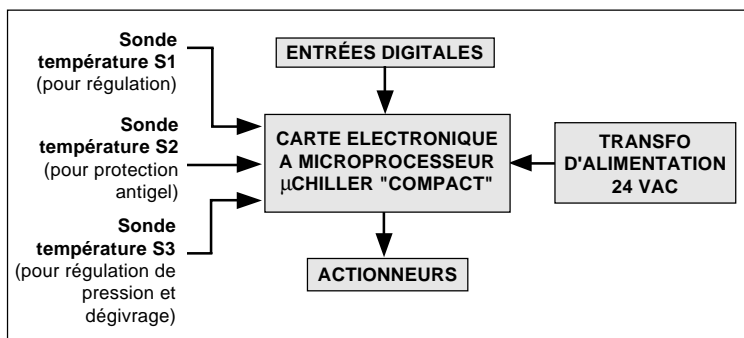 Sonde
température S1
(pour régulation)
Sonde
température S2
(pour protection
antigel)
Sonde
température S3
(pour régulation de
pression et
dégivrage)
ENTRÉES DIGITALES
CARTE ELECTRONIQUE
A MICROPROCESSEUR
µCHILLER "COMPACT"
TRANSFO
D'ALIMENTATION
24 VAC
ACTIONNEURS